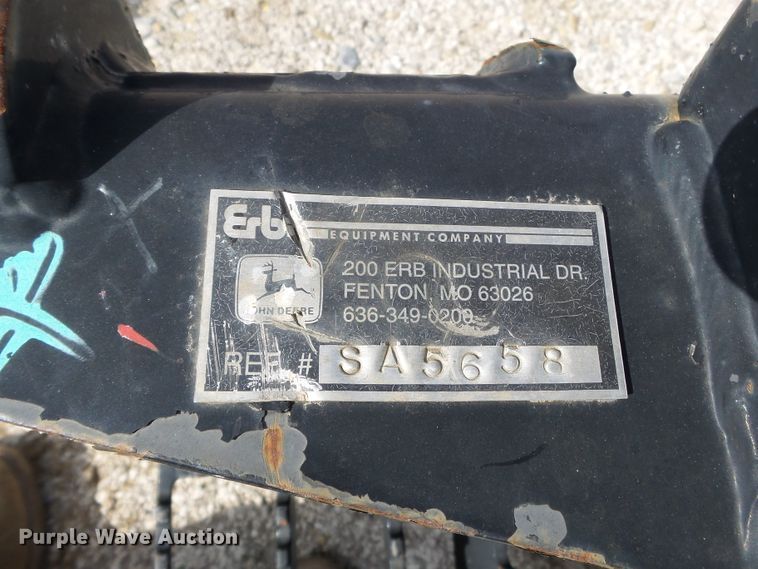 Erb
EQUIPMENT COMPANY
200 ERB INDUSTRIAL DR.
FENTON, MO 63026
636-349-0200
JOHN DEERE
REF. # SA5658
Purple Wave Auction®